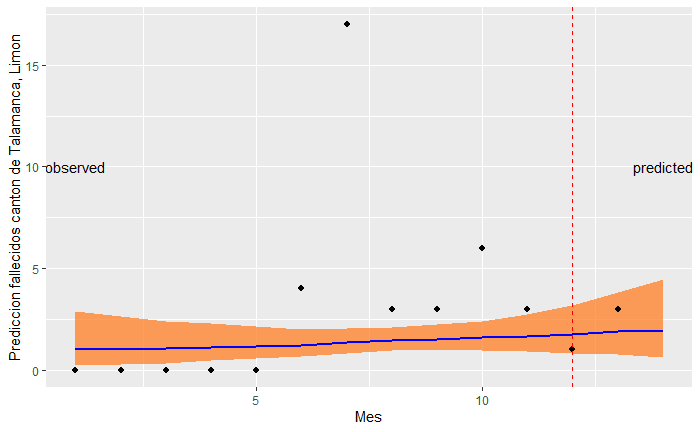 Prediccion fallecidos canton de Talamanca, Limon
15
10
5
0
observed
predicted
5
10
Mes